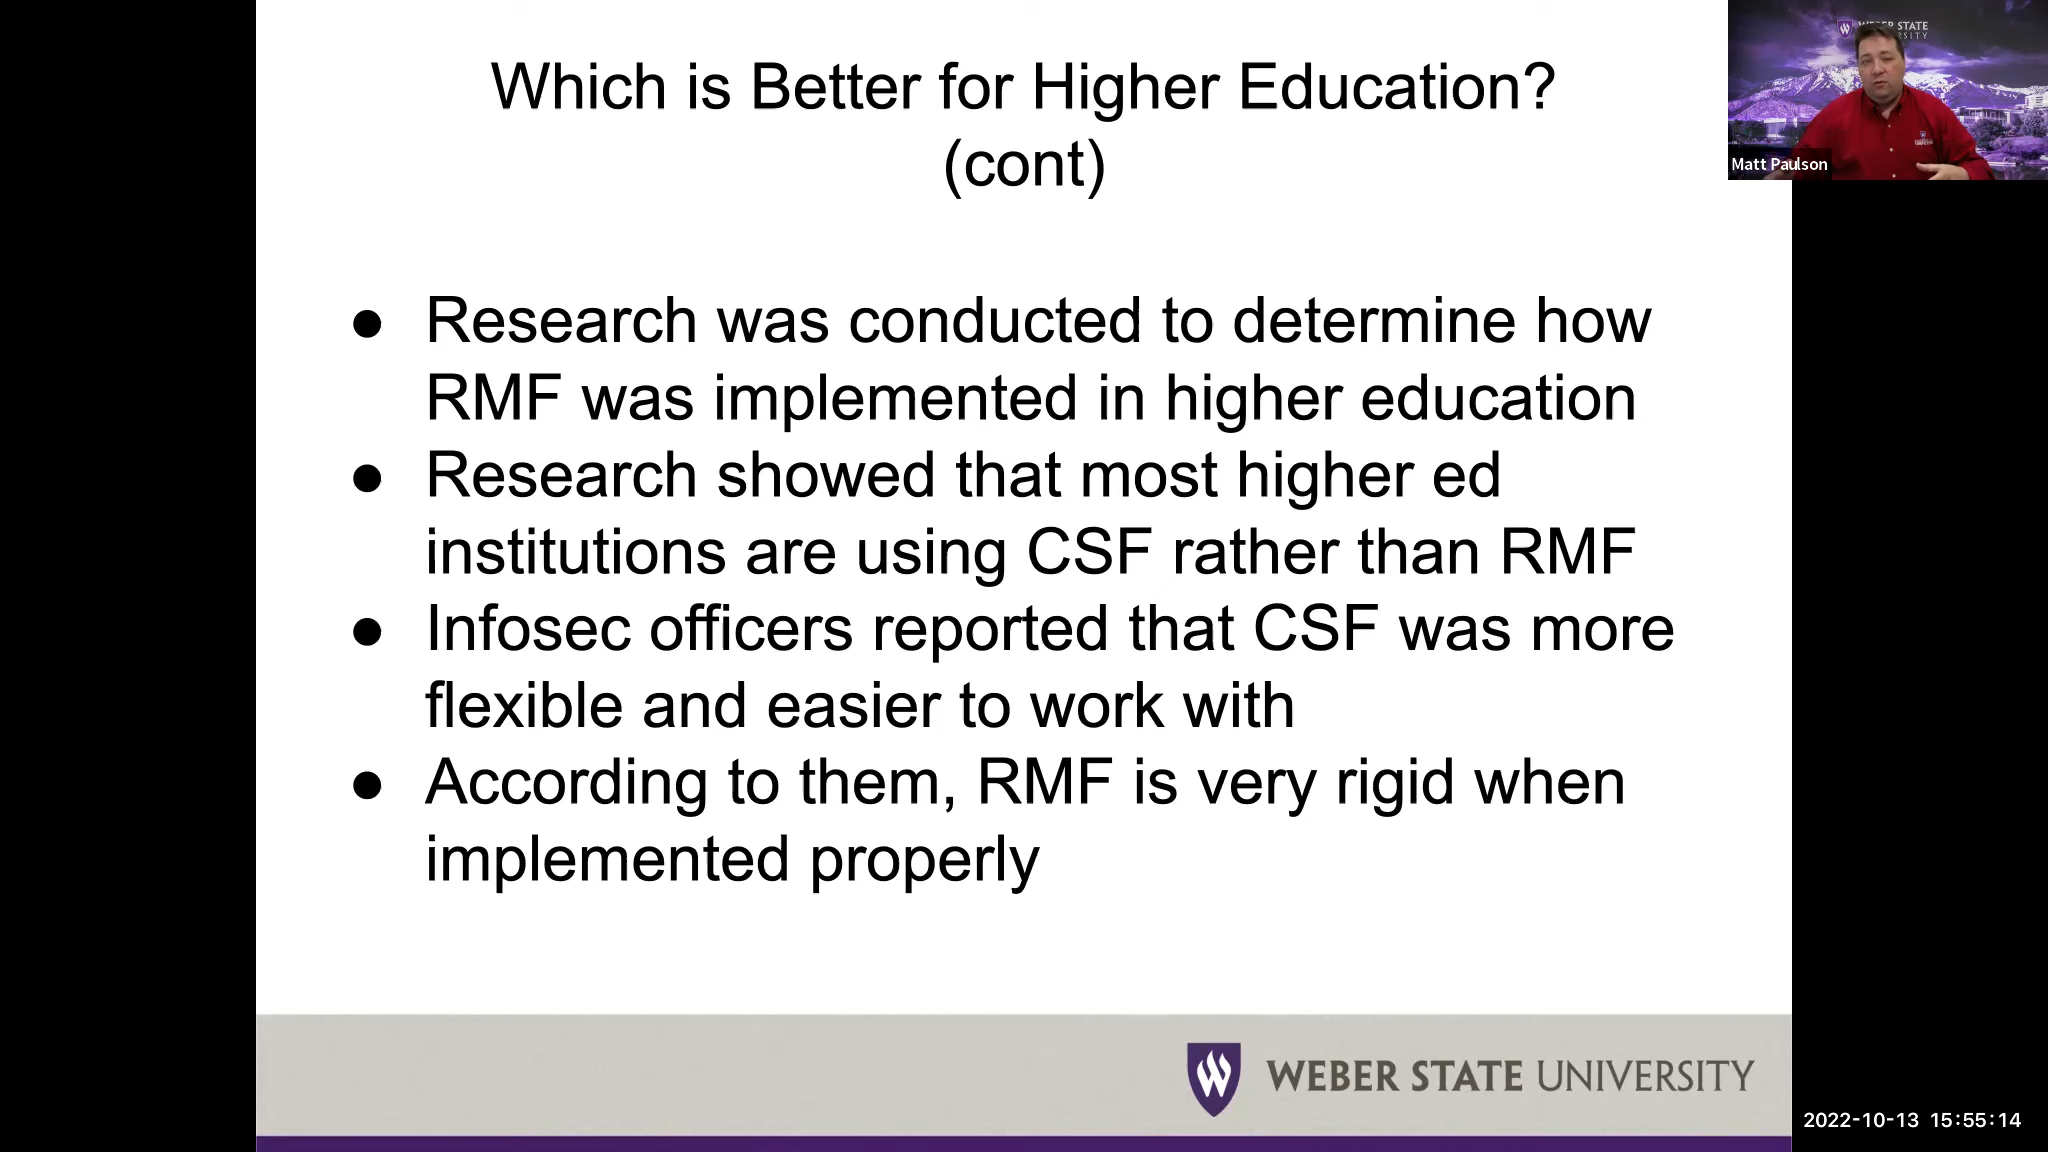 Which is Better for Higher Education?
(cont)
WEBER STATE
Matt Paulson
● Research was conducted to determine how
RMF was implemented in higher education
● Research showed that most higher ed
institutions are using CSF rather than RMF
● Infosec officers reported that CSF was more
flexible and easier to work with
● According to them, RMF is very rigid when
implemented properly
WEBER STATE UNIVERSITY
2022-10-13 15:55:14